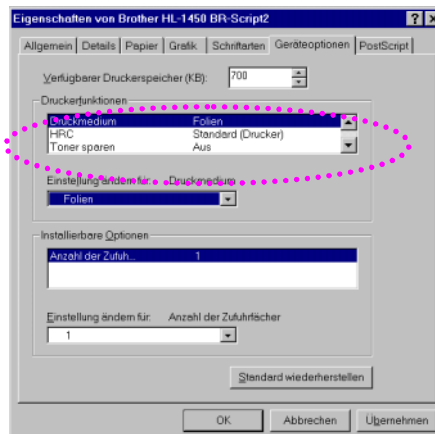 Eigenschaften von Brother HL-1450 BR-Script2
Allgemein Details Papier Grafik Schriftarten Geräteoptionen PostScript
Verfügbarer Druckerspeicher (KB): 700
Druckerfunktionen
Druckmedium Folien
HRC Standard (Drucker)
Toner sparen Aus
Einstellung ändern für: Druckmedium
Folien
Installierbare Optionen
Anzahl der Zufuh... 1
Einstellung ändern für: Anzahl der Zufuhrfächer
1
Standard wiederherstellen
OK Abbrechen Übernehmen